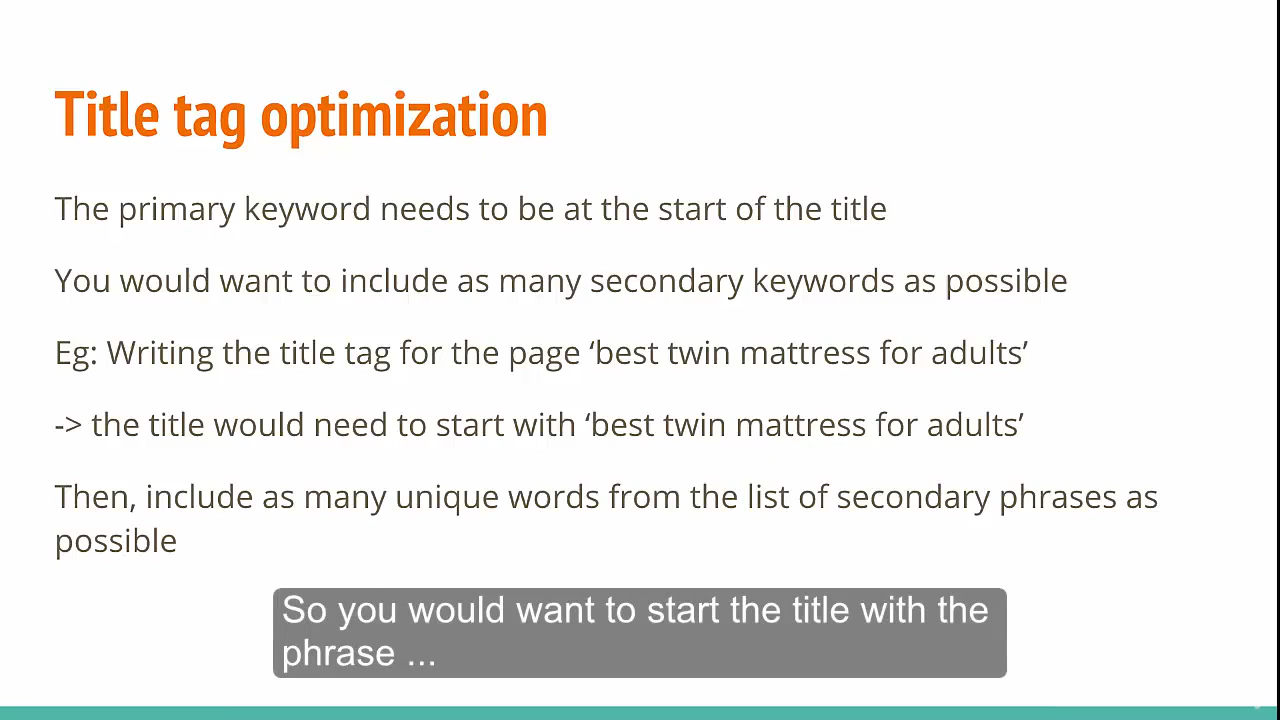 Title tag optimization
The primary keyword needs to be at the start of the title
You would want to include as many secondary keywords as possible
Eg: Writing the title tag for the page ‘best twin mattress for adults’
-> the title would need to start with ‘best twin mattress for adults’
Then, include as many unique words from the list of secondary phrases as
possible
So you would want to start the title with the
phrase ...